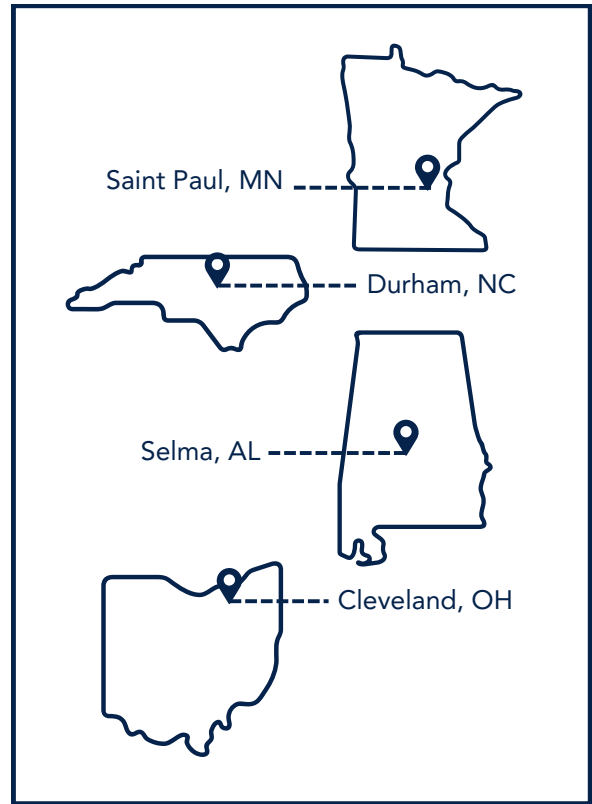 Saint Paul, MN
Durham, NC
Selma, AL
Cleveland, OH